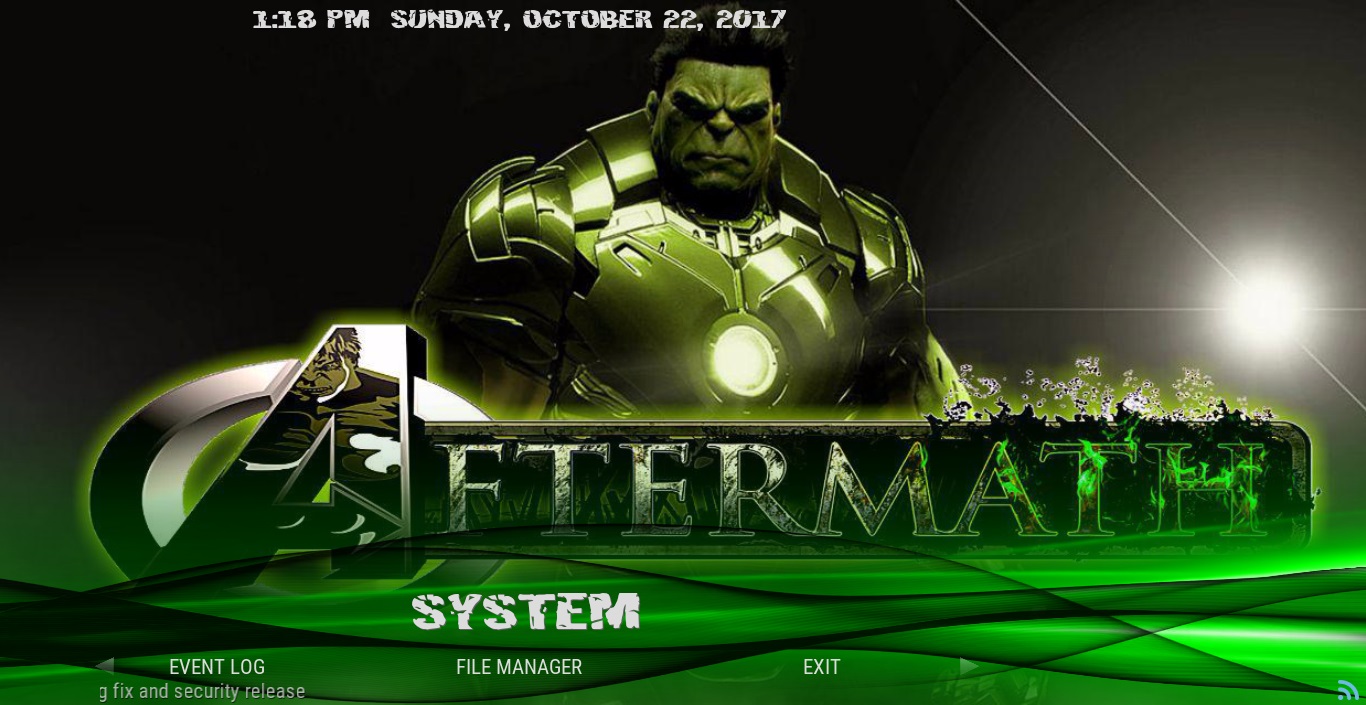 1:18 PM SUNDAY, OCTOBER 22, 2017
AFTERMATH
SYSTEM
EVENT LOG FILE MANAGER EXIT
g fix and security release